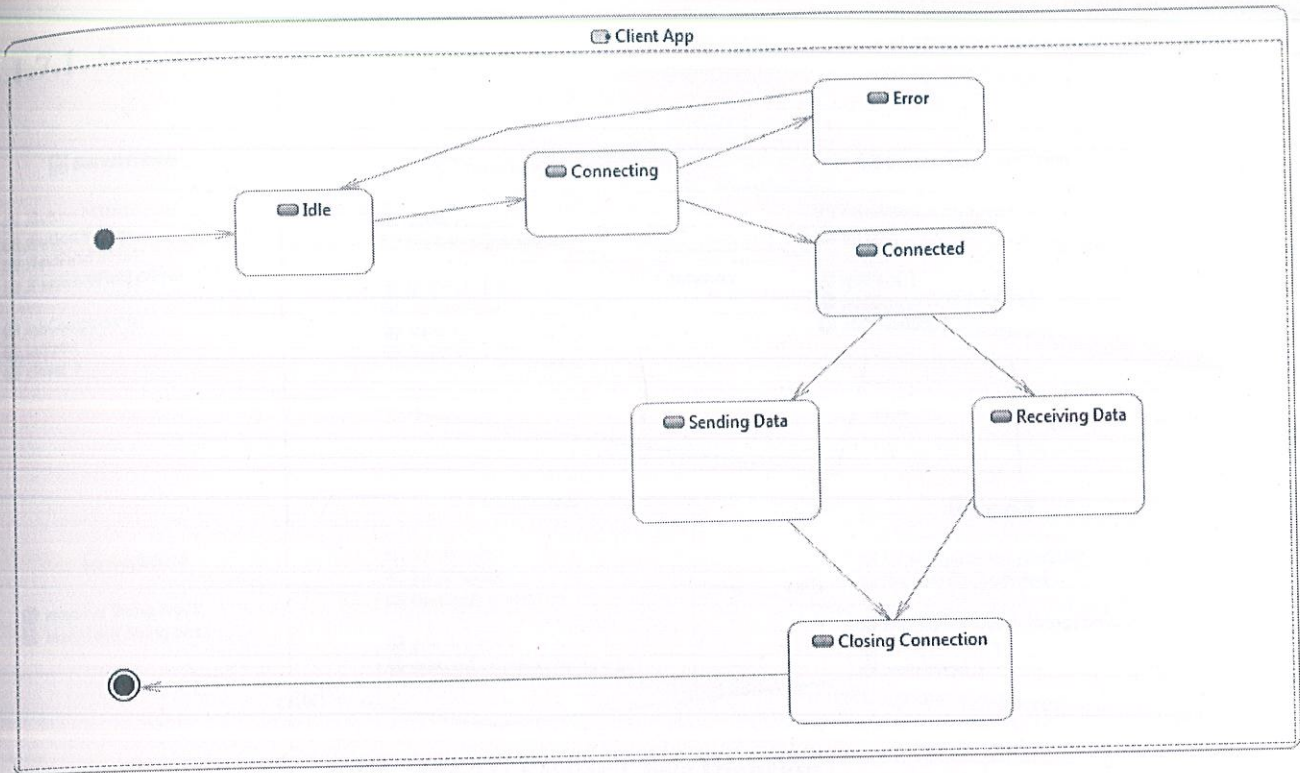 Client App
Error
Connecting
Idle
Connected
Sending Data
Receiving Data
Closing Connection